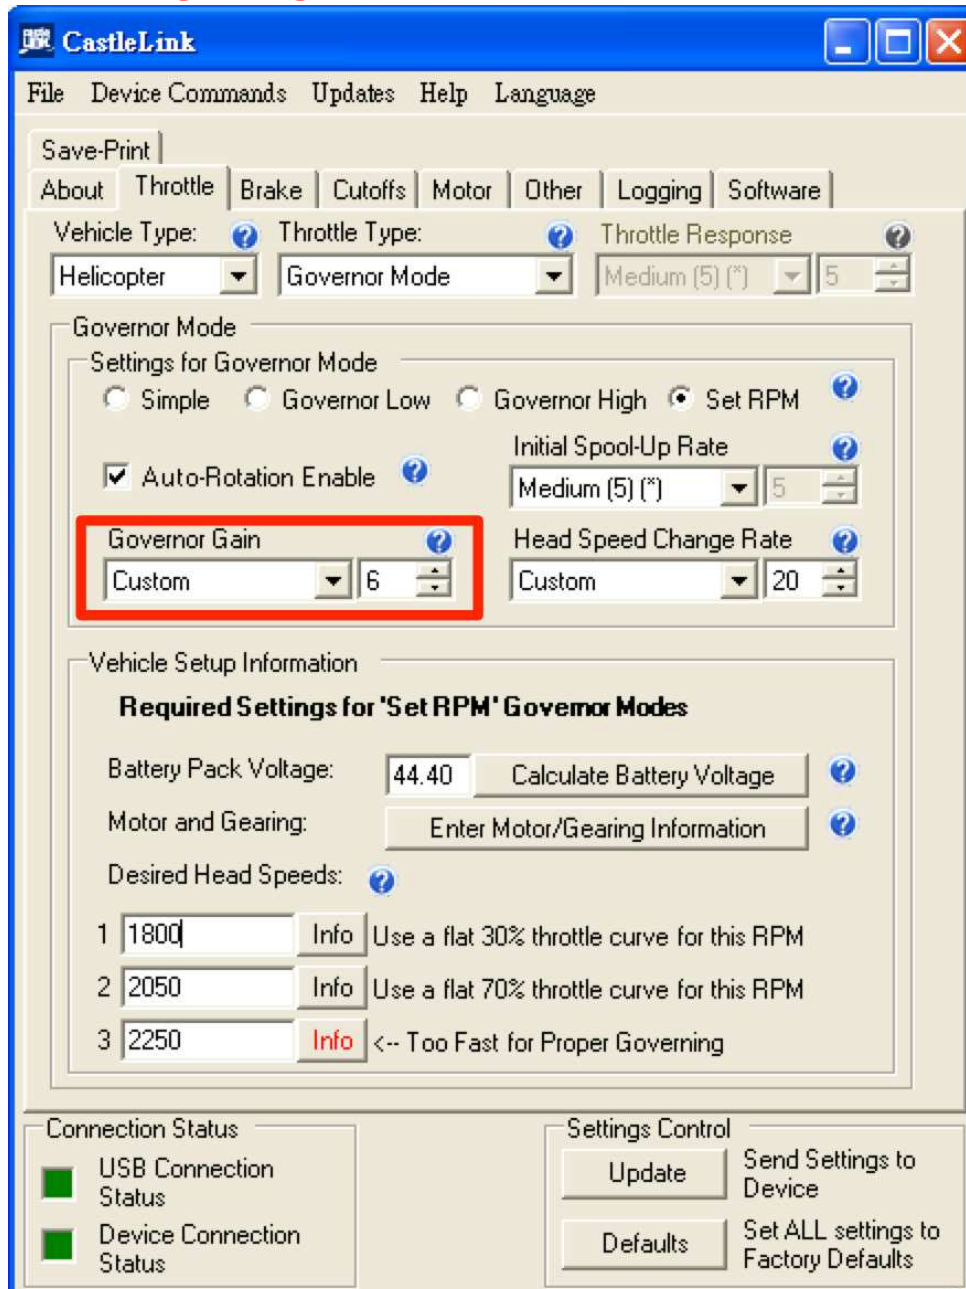 CastleLink
File Device Commands Updates Help Language
Save-Print
About Throttle Brake Cutoffs Motor Other Logging Software
Vehicle Type: Throttle Type: Throttle Response
Helicopter Governor Mode Medium (5) (*) 5
Governor Mode
Settings for Governor Mode
Simple Governor Low Governor High Set RPM
Auto-Rotation Enable
Initial Spool-Up Rate
Medium (5) (*) 5
Governor Gain
Custom 6
Head Speed Change Rate
Custom 20
Vehicle Setup Information
Required Settings for 'Set RPM' Governor Modes
Battery Pack Voltage: 44.40 Calculate Battery Voltage
Motor and Gearing: Enter Motor/Gearing Information
Desired Head Speeds:
1 1800 Info Use a flat 30% throttle curve for this RPM
2 2050 Info Use a flat 70% throttle curve for this RPM
3 2250 Info <-- Too Fast for Proper Governing
Connection Status
USB Connection
Status
Device Connection
Status
Settings Control
Update Send Settings to
Device
Defaults Set ALL settings to
Factory Defaults